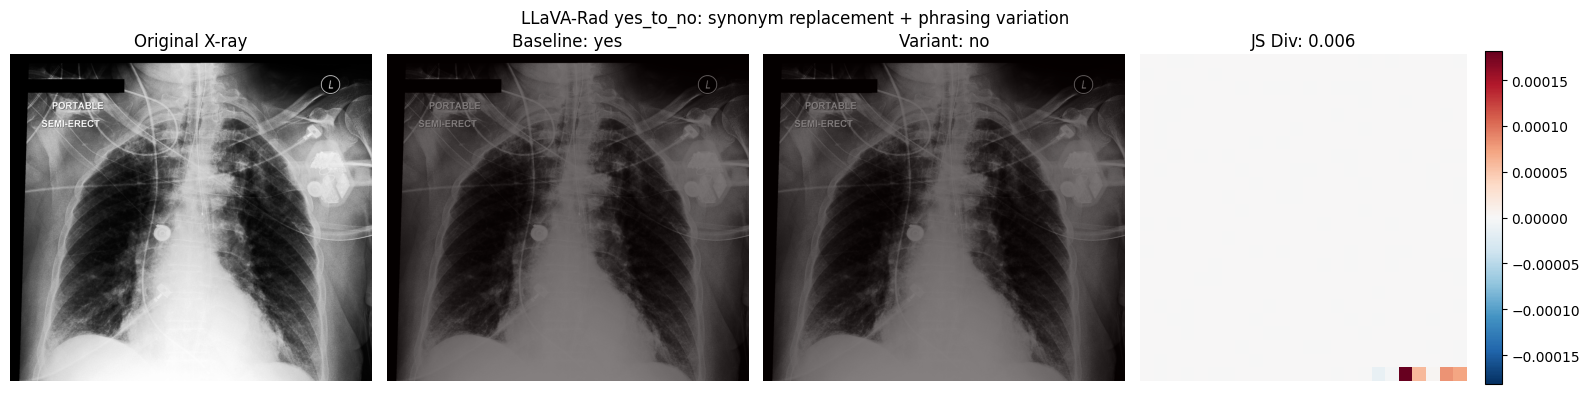 LLaVA-Rad yes_to_no: synonym replacement + phrasing variation
Original X-ray
Baseline: yes
Variant: no
JS Div: 0.006
L
PORTABLE
SEMI-ERECT
L
PORTABLE
SEMI-ERECT
L
PORTABLE
SEMI-ERECT
0.00015
0.00010
0.00005
0.00000
−0.00005
−0.00010
−0.00015